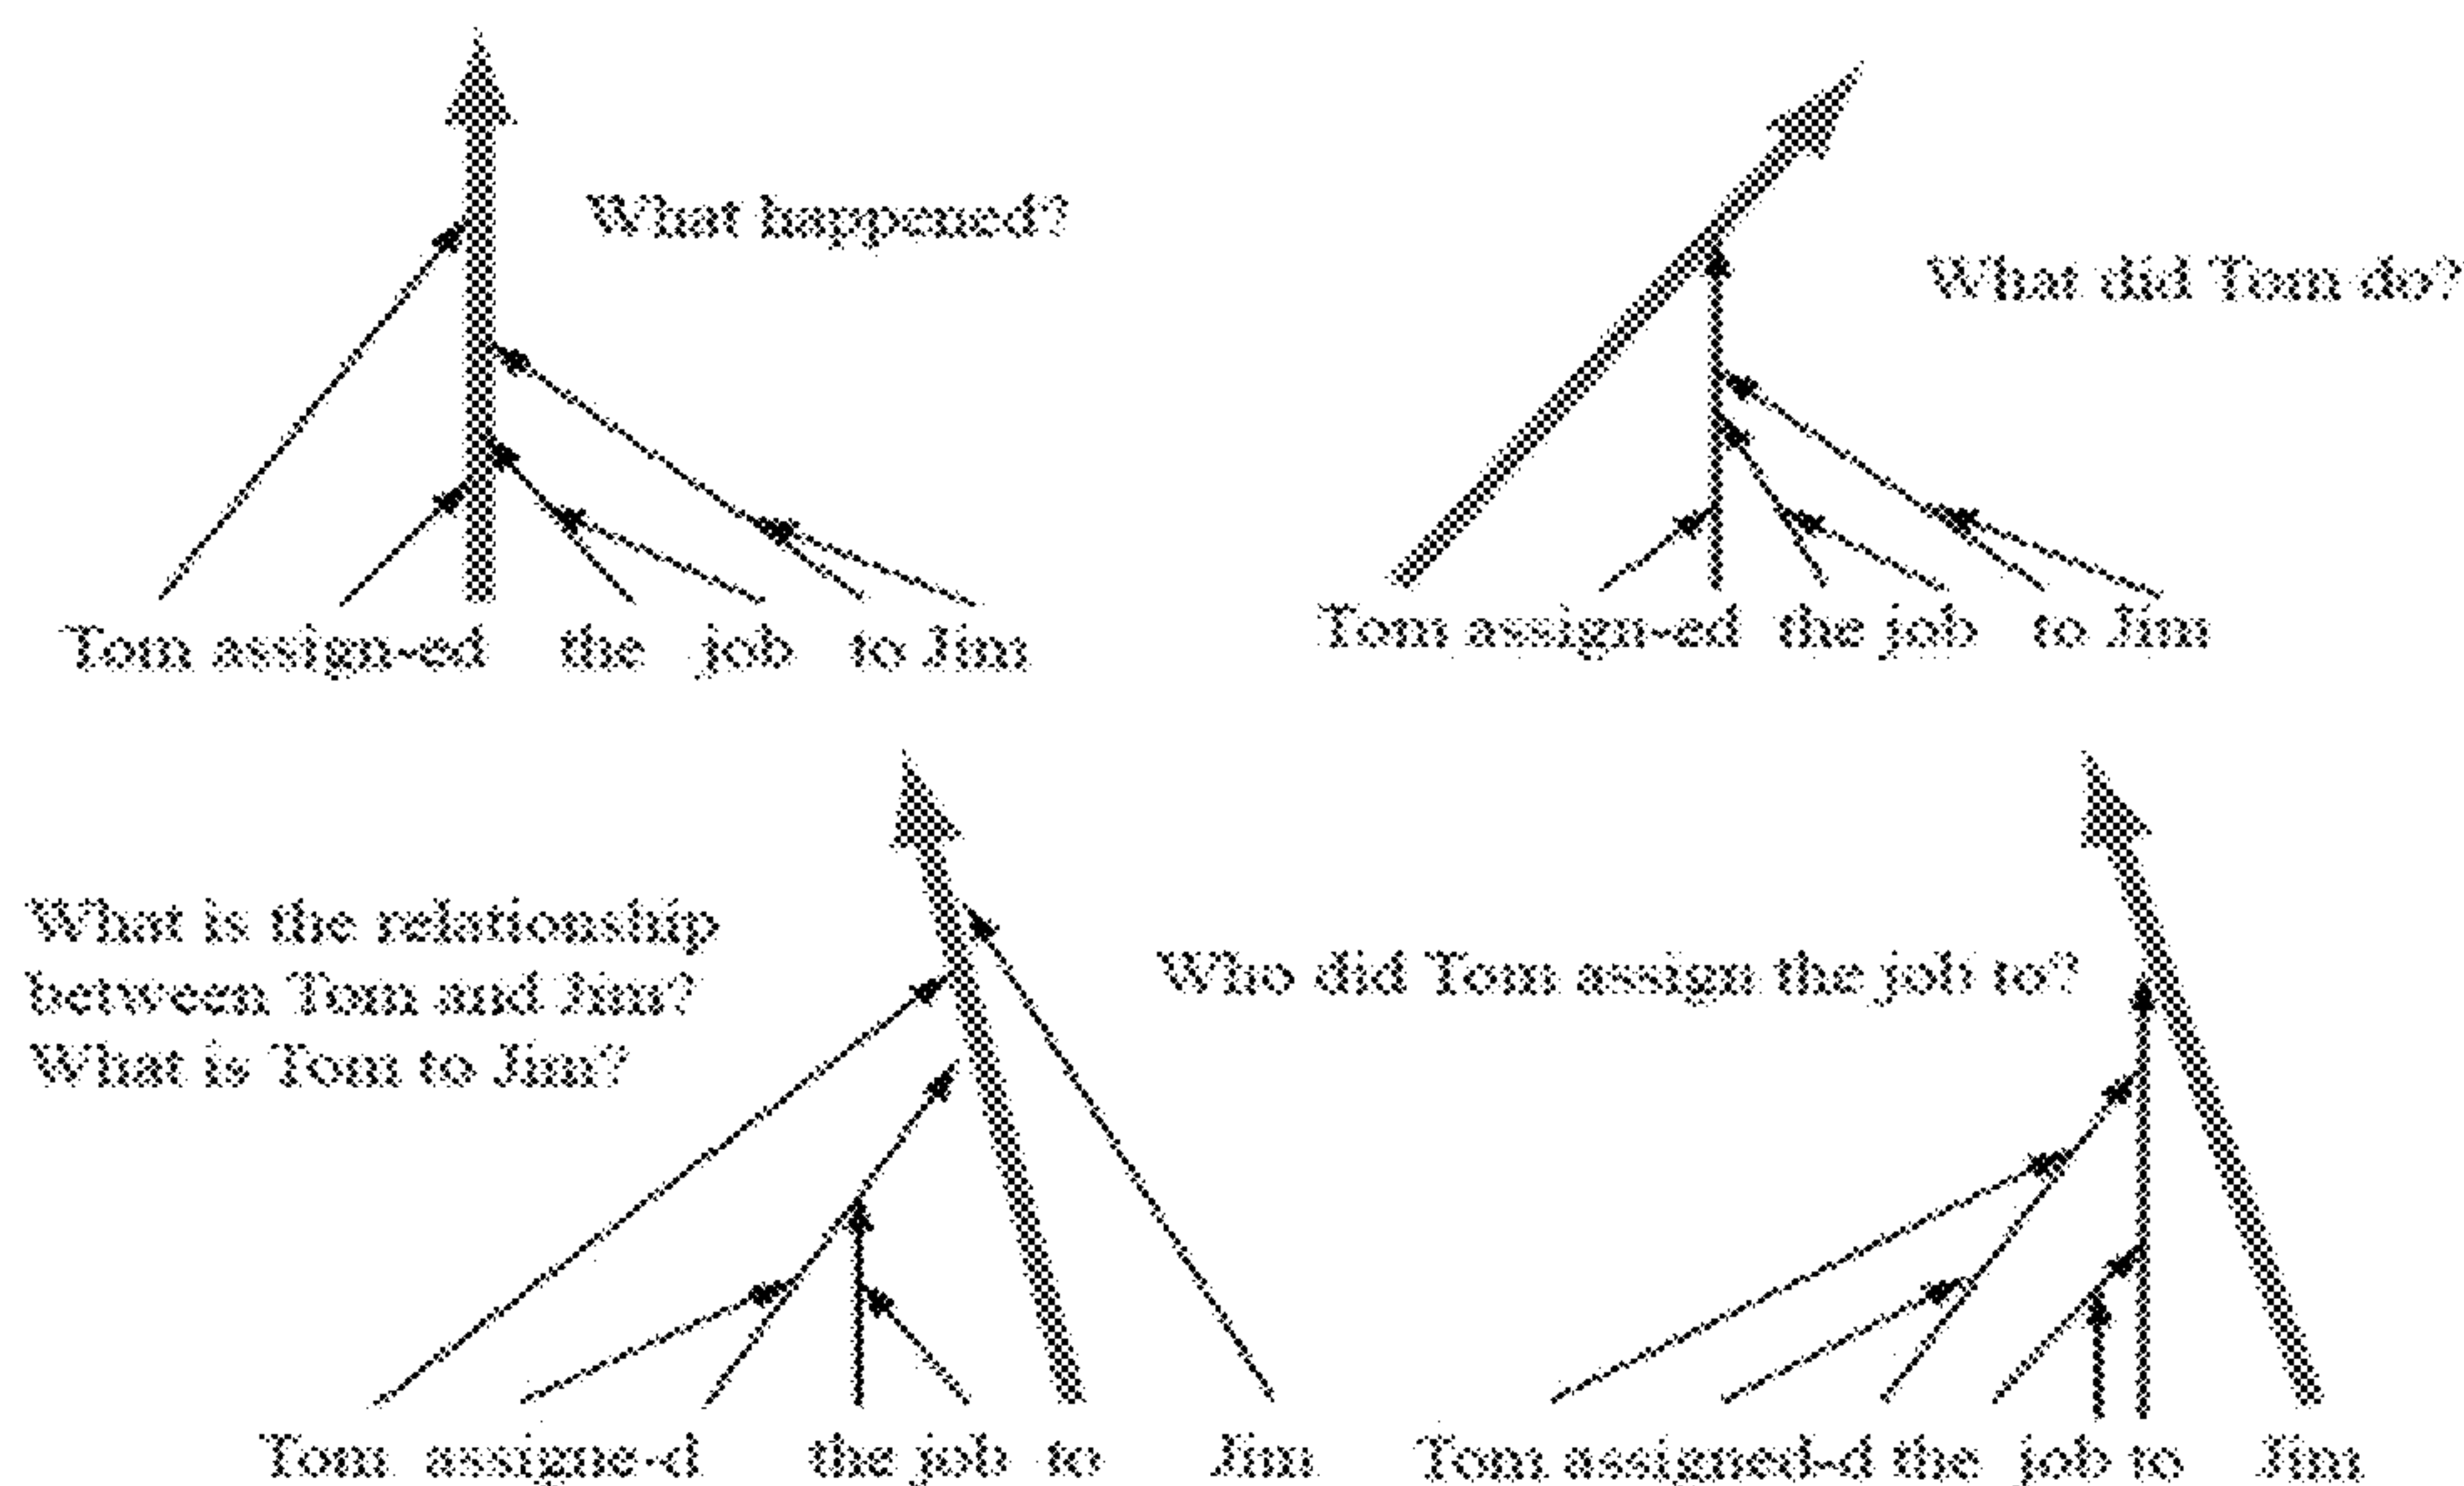 What happened?
What did Tom do?
Tom assign-ed the job to Jim
Tom assign-ed the job to Jim
What is the relationship
between Tom and Jim?
What is Tom to Jim?
Who did Tom assign the job to?
Tom assigne-d the job to Jim
Tom assigned-d the job to Jim